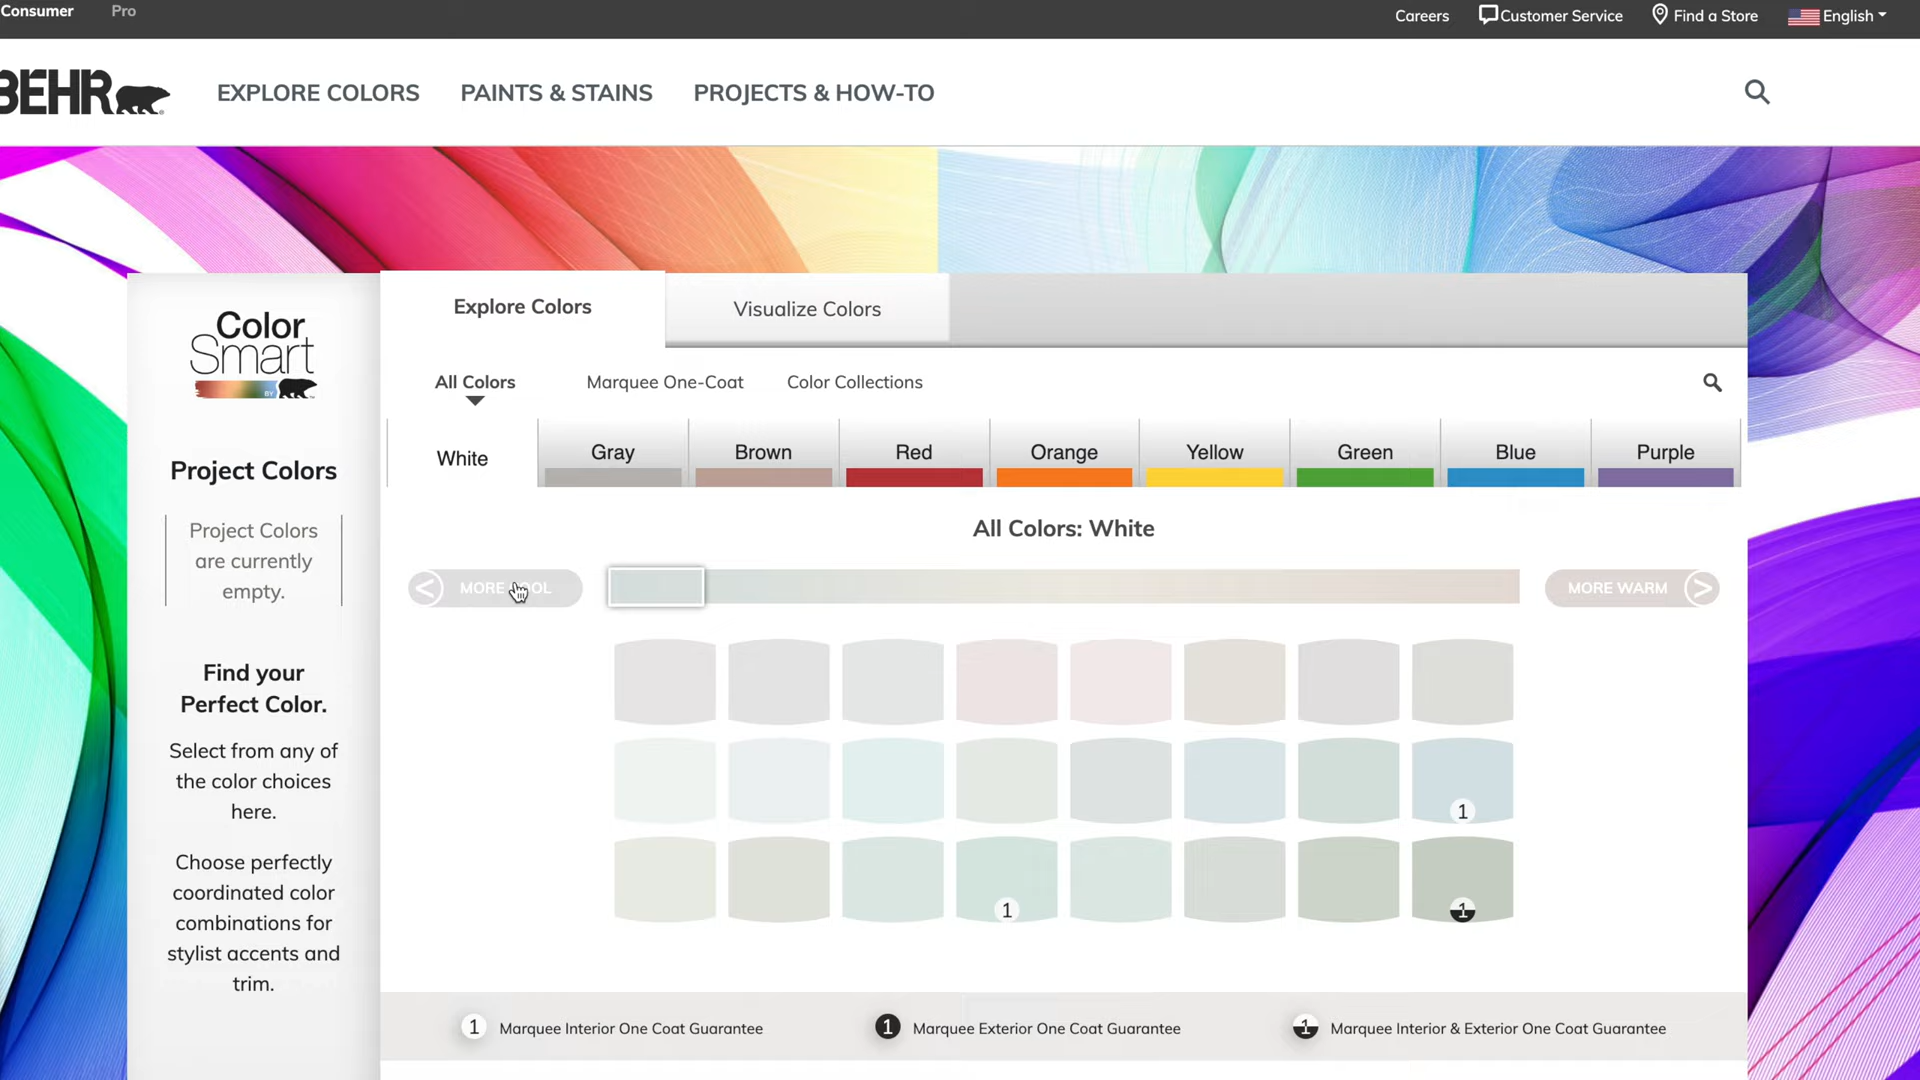 Consumer
Pro
Careers
Customer Service
Find a Store
English
BEHR
EXPLORE COLORS
PAINTS & STAINS
PROJECTS & HOW-TO
Color
Smart
BY
Project Colors
Project Colors
are currently
empty.
Find your
Perfect Color.
Select from any of
the color choices
here.
Choose perfectly
coordinated color
combinations for
stylist accents and
trim.
Explore Colors
Visualize Colors
All Colors
Marquee One-Coat
Color Collections
White
Gray
Brown
Red
Orange
Yellow
Green
Blue
Purple
All Colors: White
< MORE
MORE WARM >
1
1
1
1 Marquee Interior One Coat Guarantee
1 Marquee Exterior One Coat Guarantee
1 Marquee Interior & Exterior One Coat Guarantee